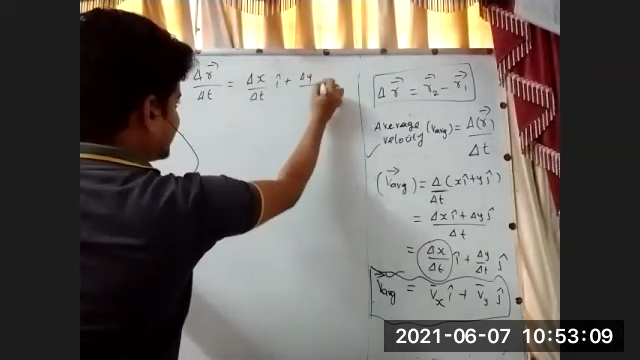 Δr⃗/Δt = Δx/Δt î + Δy
Δr⃗ = r⃗₂ − r⃗₁
Average velocity (vavg) = Δ(r⃗)/Δt
(v⃗avg) = Δ/Δt (xî+yĵ)
= Δxî + Δyĵ/Δt
= Δx/Δt î + Δy/Δt ĵ
v⃗avg = v̅x î + v̅y ĵ
2021-06-07 10:53:09